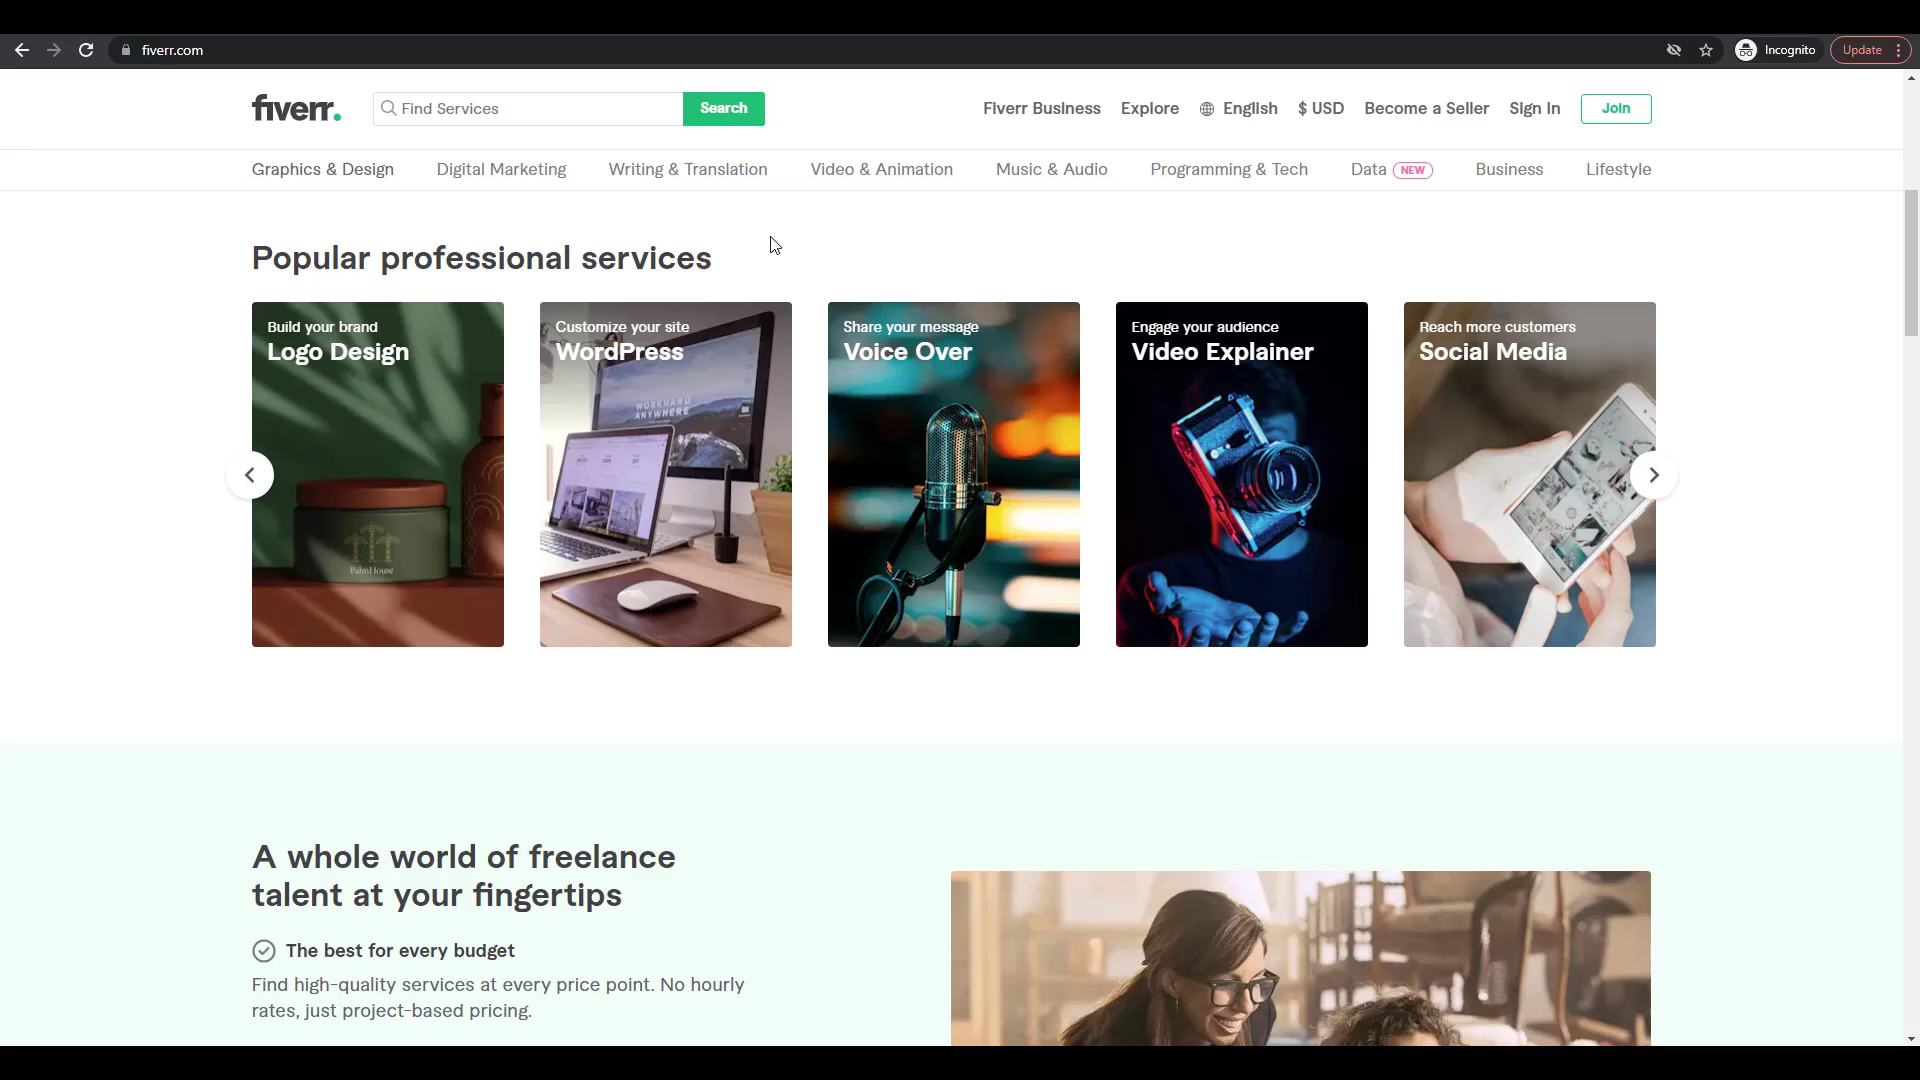 fiverr.com
Incognito
Update
fiverr.
Find Services
Search
Fiverr Business
Explore
English
$ USD
Become a Seller
Sign In
Join
Graphics & Design
Digital Marketing
Writing & Translation
Video & Animation
Music & Audio
Programming & Tech
Data NEW
Business
Lifestyle
Popular professional services
Build your brand
Logo Design
Customize your site
WordPress
Share your message
Voice Over
Engage your audience
Video Explainer
Reach more customers
Social Media
WORKHARD
ANYWHERE
PalmHouse
A whole world of freelance
talent at your fingertips
The best for every budget
Find high-quality services at every price point. No hourly
rates, just project-based pricing.